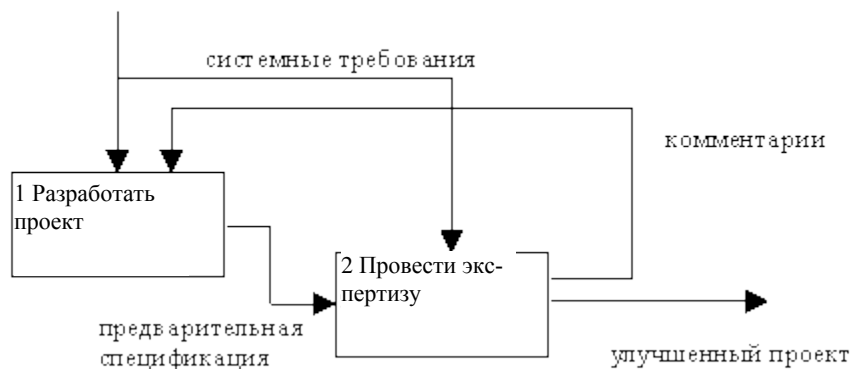 системные требования
комментарии
1 Разработать
проект
2 Провести экс-
пертизу
предварительная
спецификация
улучшенный проект